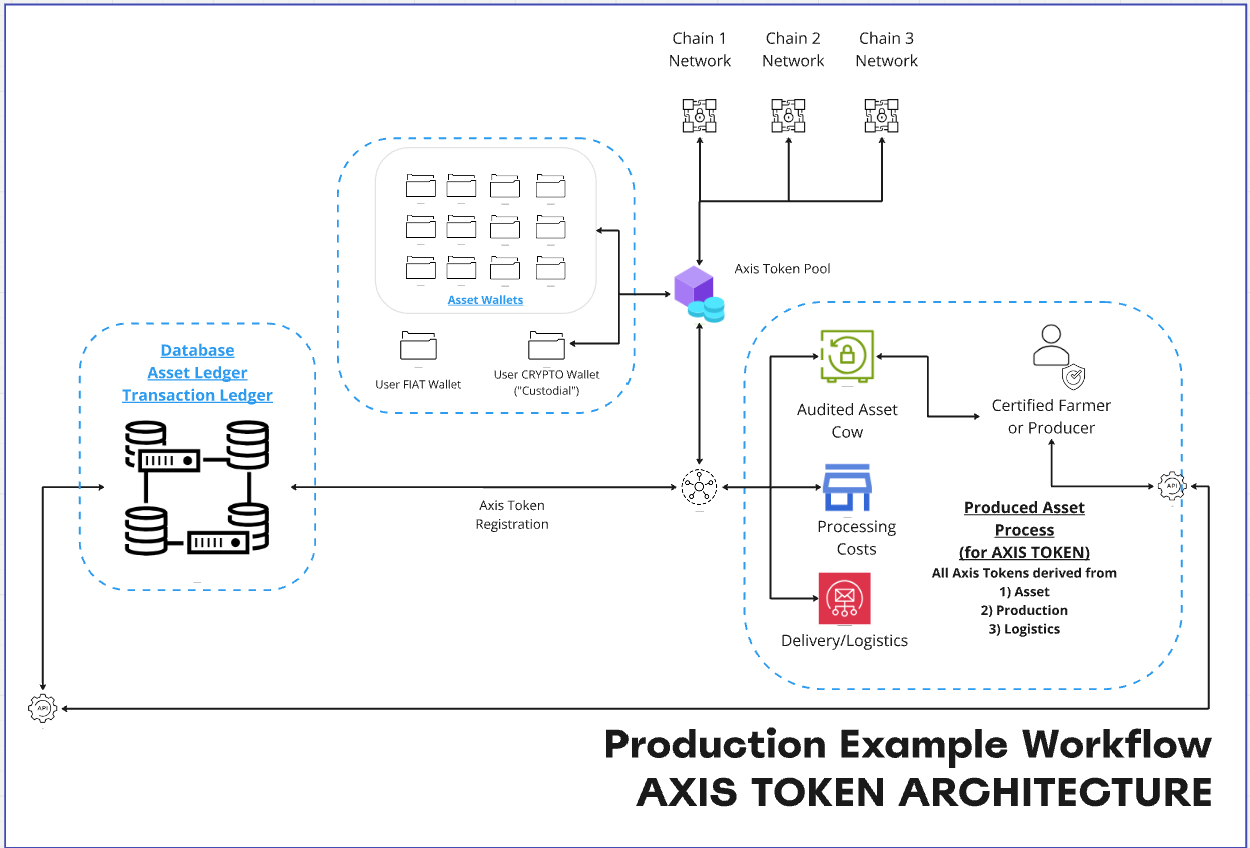 Chain 1
Network
Chain 2
Network
Chain 3
Network
Axis Token Pool
Asset Wallets
User FIAT Wallet
User CRYPTO Wallet
("Custodial")
Database
Asset Ledger
Transaction Ledger
Axis Token
Registration
Audited Asset
Cow
Certified Farmer
or Producer
Processing
Costs
Delivery/Logistics
API
Produced Asset
Process
(for AXIS TOKEN)
All Axis Tokens derived from
1) Asset
2) Production
3) Logistics
API
Production Example Workflow
AXIS TOKEN ARCHITECTURE